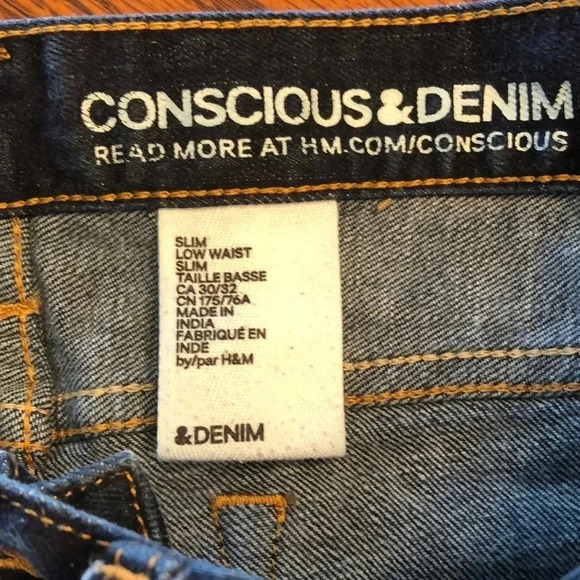 CONSCIOUS&DENIM
READ MORE AT HM.COM/CONSCIOUS
SLIM
LOW WAIST
SLIM
TAILLE BASSE
CA 30/32
CN 175/76A
MADE IN
INDIA
FABRIQUÉ EN
INDE
by/par H&M
&DENIM